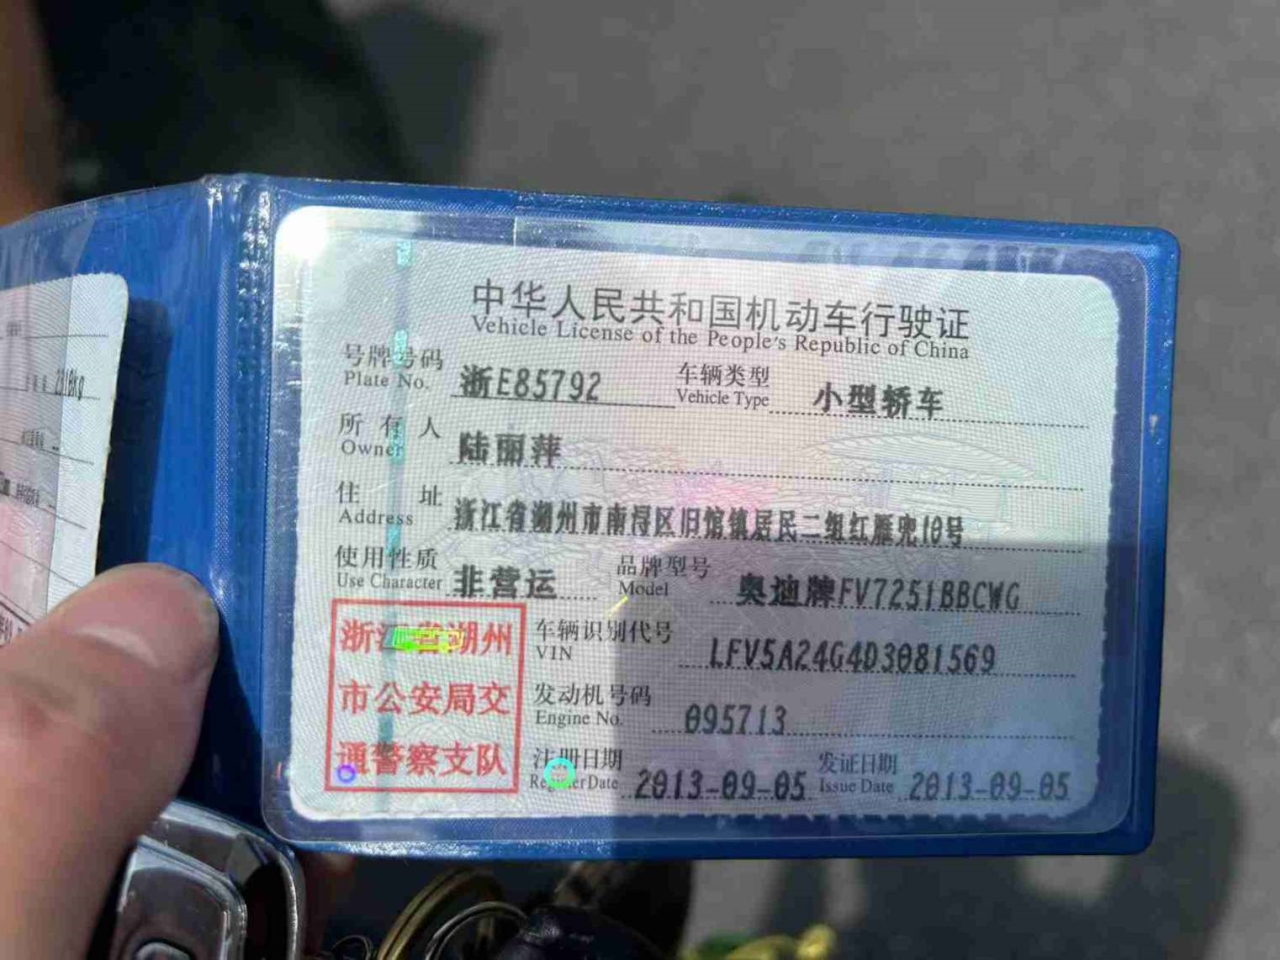 中华人民共和国机动车行驶证
Vehicle License of the People's Republic of China
号牌号码 浙E85792 车辆类型 小型轿车
Plate No. Vehicle Type
所有人 陆丽萍
Owner
住址 浙江省湖州市南浔区旧馆镇居民二组红雁兜10号
Address
使用性质 非营运 品牌型号 奥迪牌FV7251BBCWG
Use Character Model
浙江省湖州
市公安局交
通警察支队
车辆识别代号 LFV5A24G4D3081569
VIN
发动机号码 095713
Engine No.
注册日期 2013-09-05 发证日期 2013-09-05
Register Date Issue Date